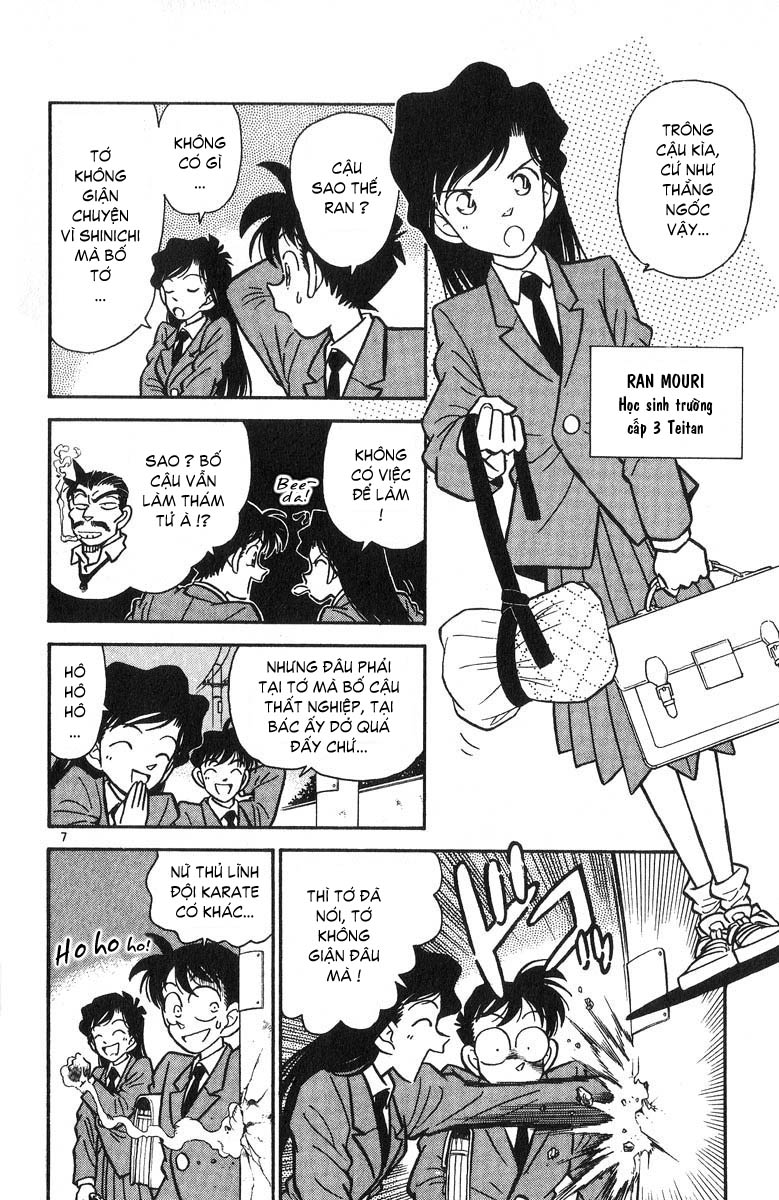 TRÔNG
CẬU KÌA,
CỨ NHƯ
THẰNG
NGỐC
VẬY...
RAN MOURI
Học sinh trường
cấp 3 Teitan
CẬU
SAO THẾ,
RAN ?
KHÔNG
CÓ GÌ
...
TỚ
KHÔNG
GIẬN
CHUYỆN
VÌ SHINICHI
MÀ BỐ
TỚ
...
KHÔNG
CÓ VIỆC
ĐỂ LÀM
!
Bee-
da!
SAO ? BỐ
CẬU VẪN
LÀM THÁM
TỬ À !?
NHƯNG ĐÂU PHẢI
TẠI TỚ MÀ BỐ CẬU
THẤT NGHIỆP, TẠI
BÁC ẤY DỞ QUÁ
ĐẤY CHỨ...
HÔ
HÔ
HÔ
...
7
THÌ TỚ ĐÃ
NÓI, TỚ
KHÔNG
GIẬN ĐÂU
MÀ !
ドカッ
NỮ THỦ LĨNH
ĐỘI KARATE
CÓ KHÁC...
Ho ho ho!